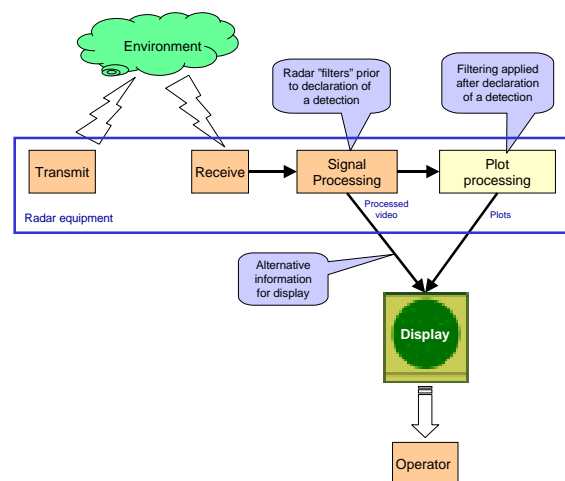 Environment
Radar "filters" prior
to declaration of
a detection
Filtering applied
after declaration
of a detection
Transmit
Receive
Signal
Processing
Plot
processing
Radar equipment
Processed
video
Plots
Alternative
information
for display
Display
Operator